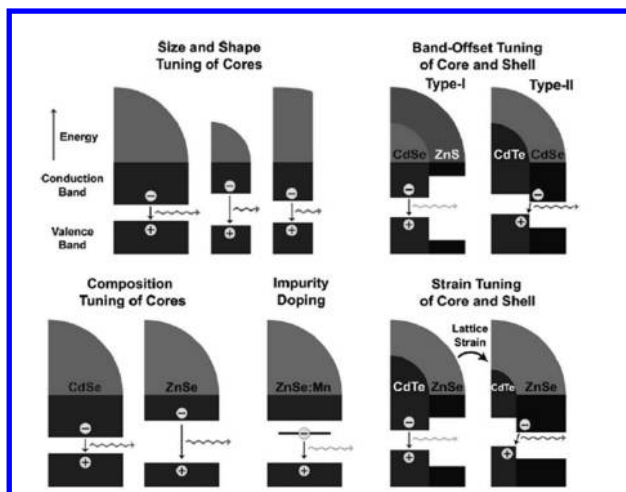 Size and Shape
Tuning of Cores
Band-Offset Tuning
of Core and Shell
Type-I
Type-II
Energy
Conduction
Band
Valence
Band
CdSe
ZnS
CdTe
CdSe
Composition
Tuning of Cores
Impurity
Doping
Strain Tuning
of Core and Shell
Lattice
Strain
CdSe
ZnSe
ZnSe:Mn
CdTe
ZnSe
CdTe
ZnSe